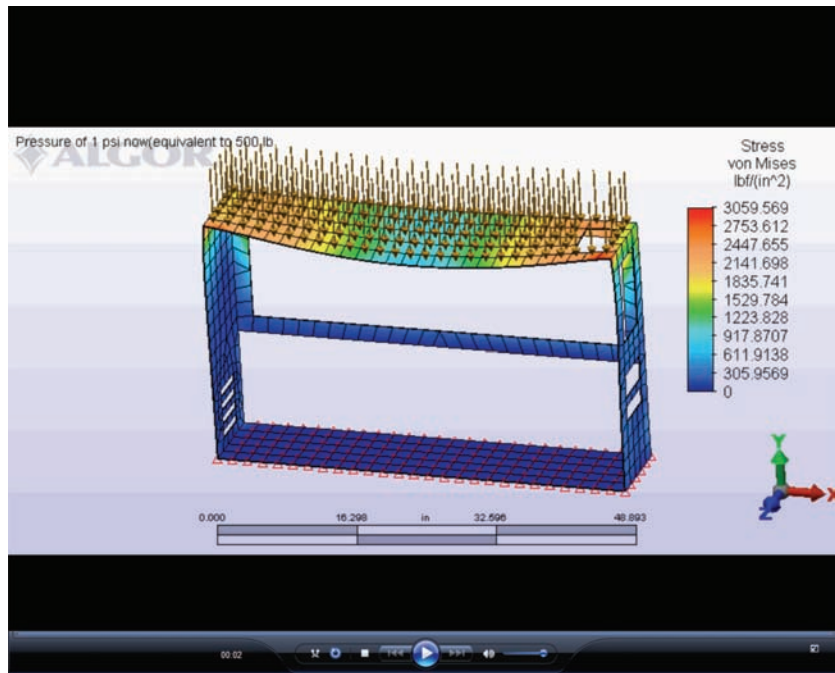 Pressure of 1 psi now(equivalent to 500 lb
ALGOR
Stress
von Mises
lbf/(in^2)
3059.569
2753.612
2447.655
2141.698
1835.741
1529.784
1223.828
917.8707
611.9138
305.9569
0
Y
X
Z
0.000 16.298 in 32.596 48.893
00:02